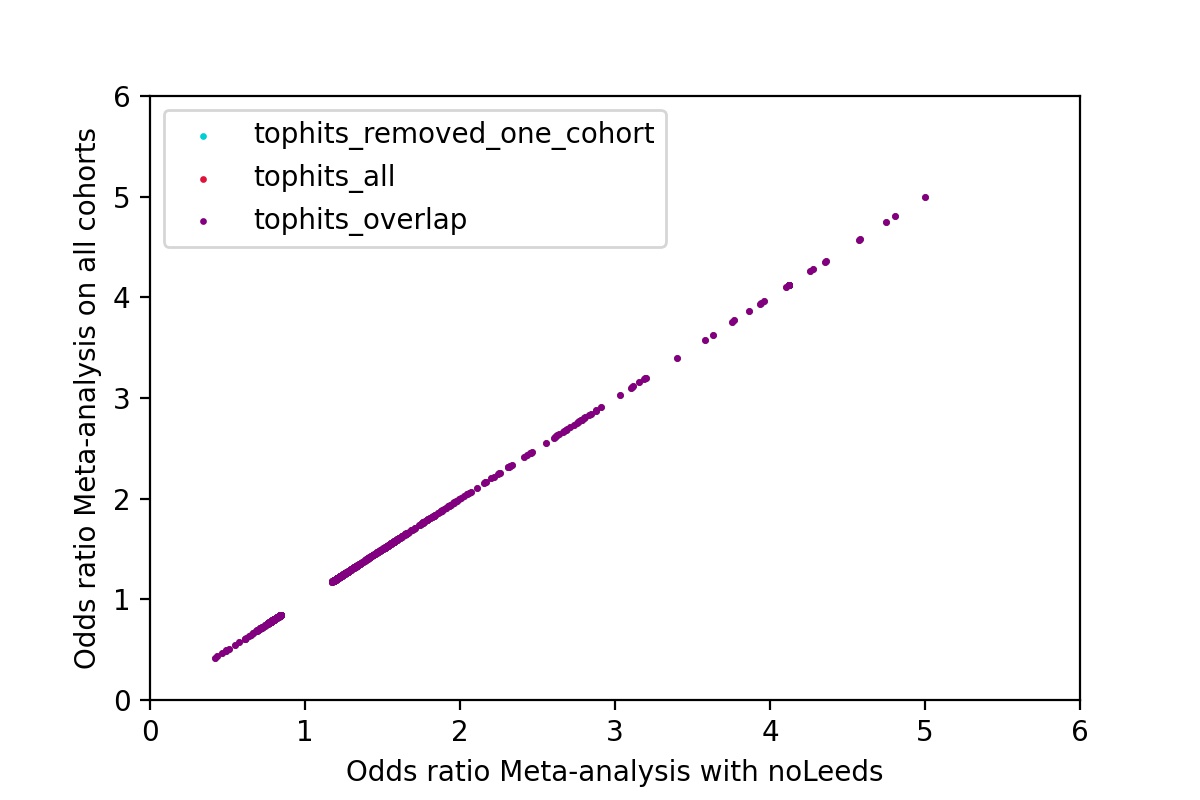 6
5
4
3
2
1
0
Odds ratio Meta-analysis on all cohorts
tophits_removed_one_cohort
tophits_all
tophits_overlap
0 1 2 3 4 5 6
Odds ratio Meta-analysis with noLeeds